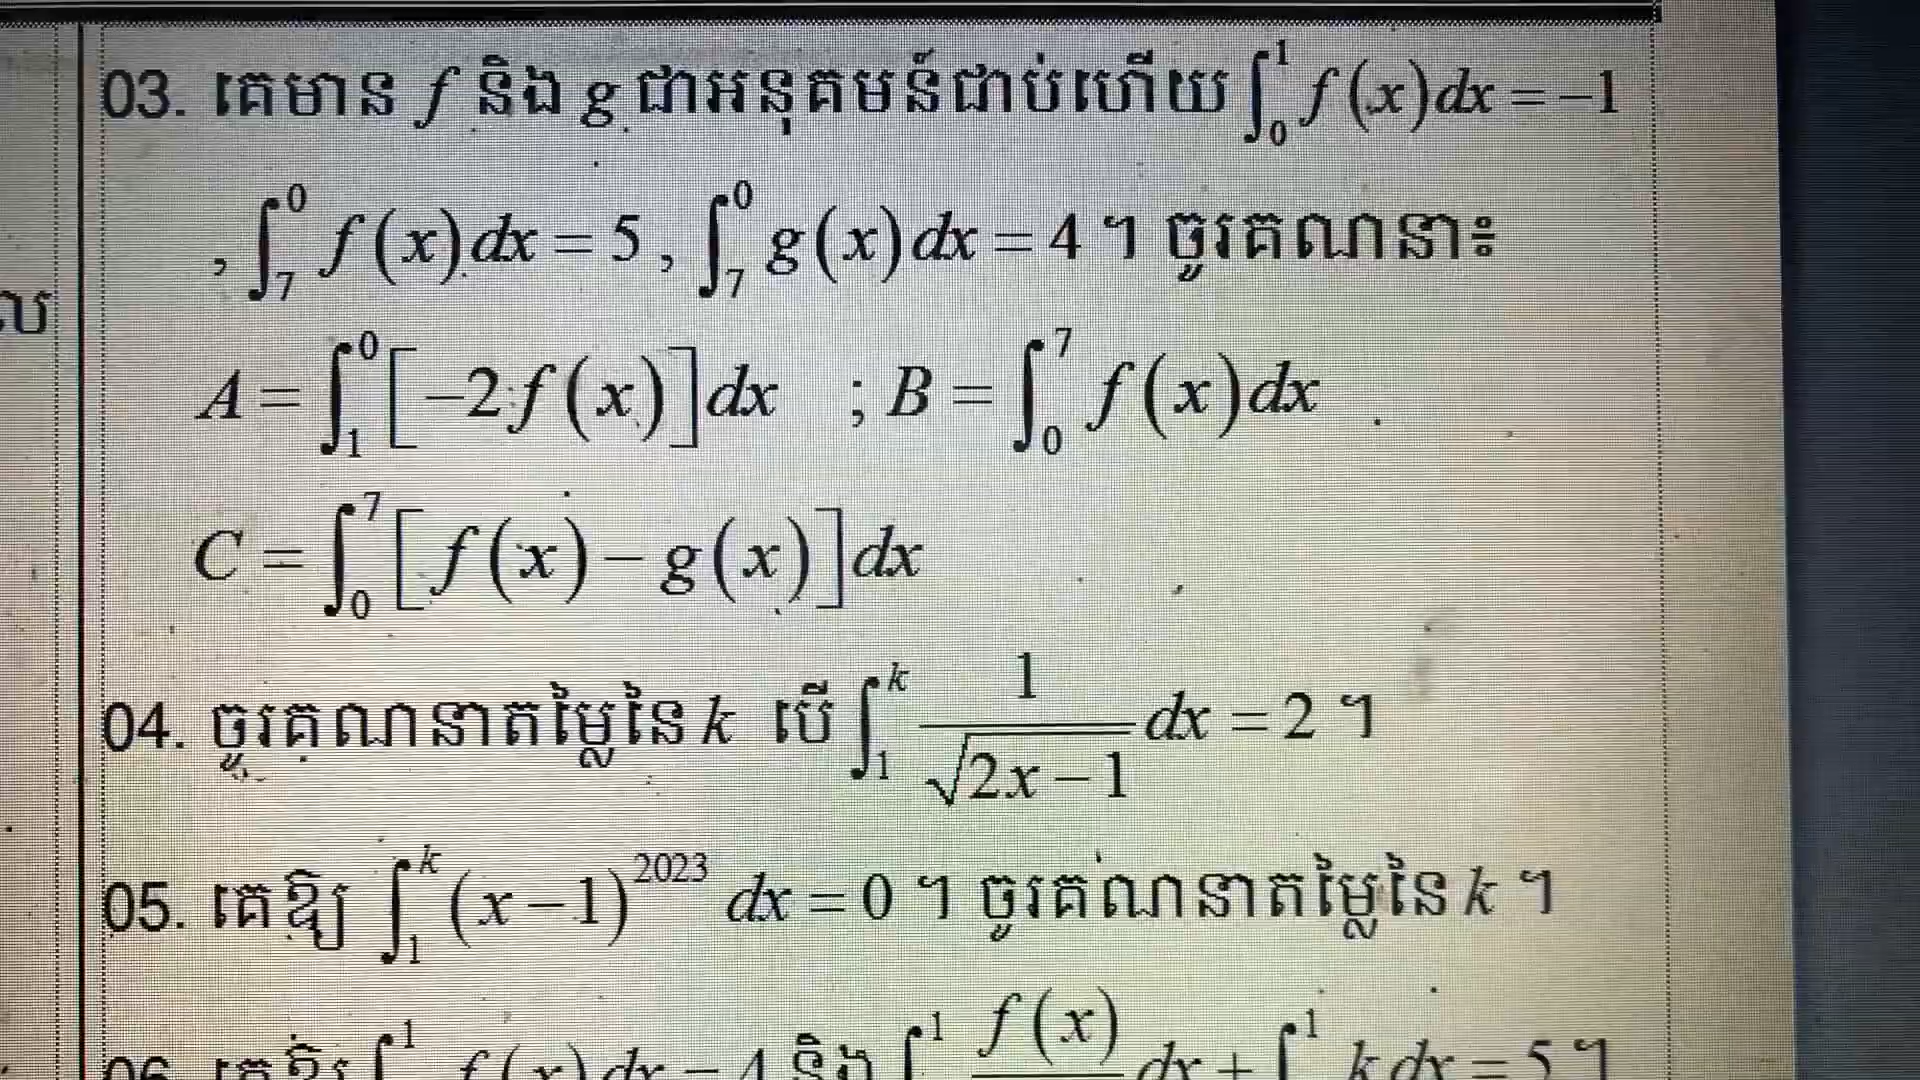 03. គេមាន f និង g ជាអនុគមន៍ជាប់ហើយ ∫₀¹ f(x)dx = −1
, ∫₇⁰ f(x)dx = 5 , ∫₇⁰ g(x)dx = 4 ។ ចូរគណនា៖
A = ∫₁⁰ [−2f(x)]dx ; B = ∫₀⁷ f(x)dx
C = ∫₀⁷ [f(x) − g(x)]dx
04. ចូរគណនាតម្លៃនៃ k បើ ∫₁ᵏ 1/√(2x−1) dx = 2 ។
05. គេឱ្យ ∫₁ᵏ (x−1)²⁰²³ dx = 0 ។ ចូរគណនាតម្លៃនៃ k ។